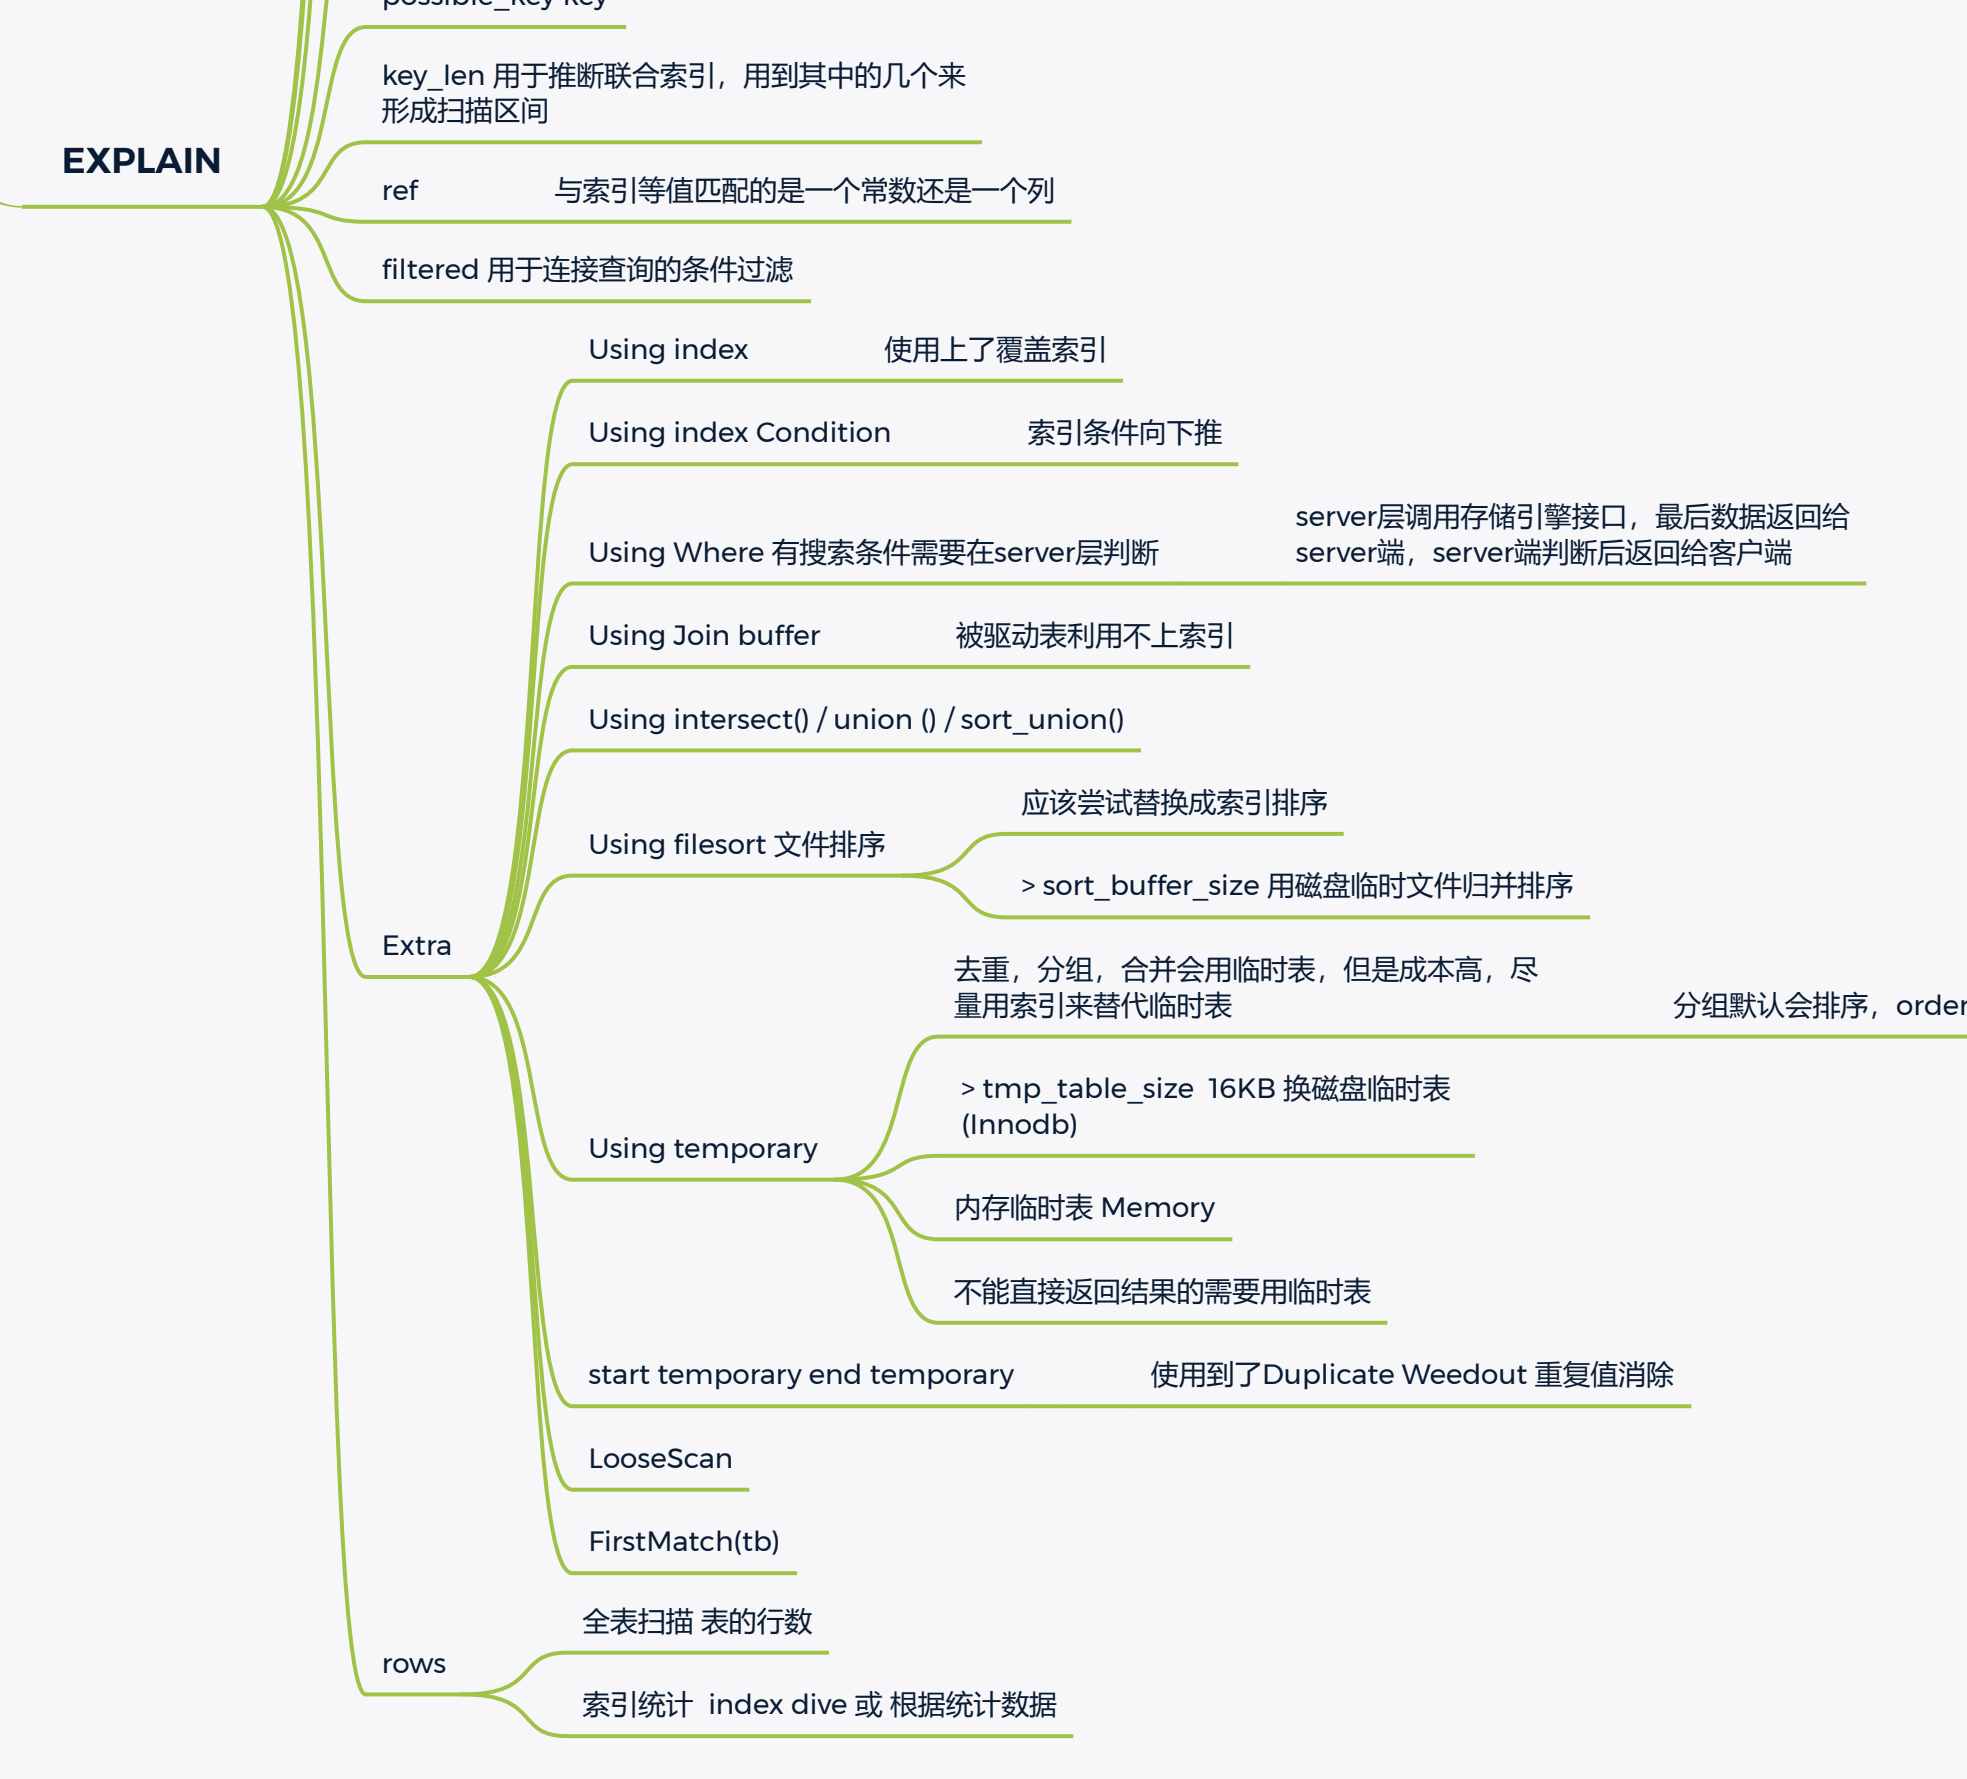 possible_key key
key_len 用于推断联合索引，用到其中的几个来
形成扫描区间
EXPLAIN
ref
与索引等值匹配的是一个常数还是一个列
filtered 用于连接查询的条件过滤
Using index
使用上了覆盖索引
Using index Condition
索引条件向下推
Using Where 有搜索条件需要在server层判断
server层调用存储引擎接口，最后数据返回给
server端，server端判断后返回给客户端
Using Join buffer
被驱动表利用不上索引
Using intersect() / union () / sort_union()
Using filesort 文件排序
应该尝试替换成索引排序
> sort_buffer_size 用磁盘临时文件归并排序
Extra
Using temporary
去重，分组，合并会用临时表，但是成本高，尽
量用索引来替代临时表
分组默认会排序，order
> tmp_table_size  16KB 换磁盘临时表
(Innodb)
内存临时表 Memory
不能直接返回结果的需要用临时表
start temporary end temporary
使用到了Duplicate Weedout 重复值消除
LooseScan
FirstMatch(tb)
rows
全表扫描 表的行数
索引统计  index dive 或 根据统计数据